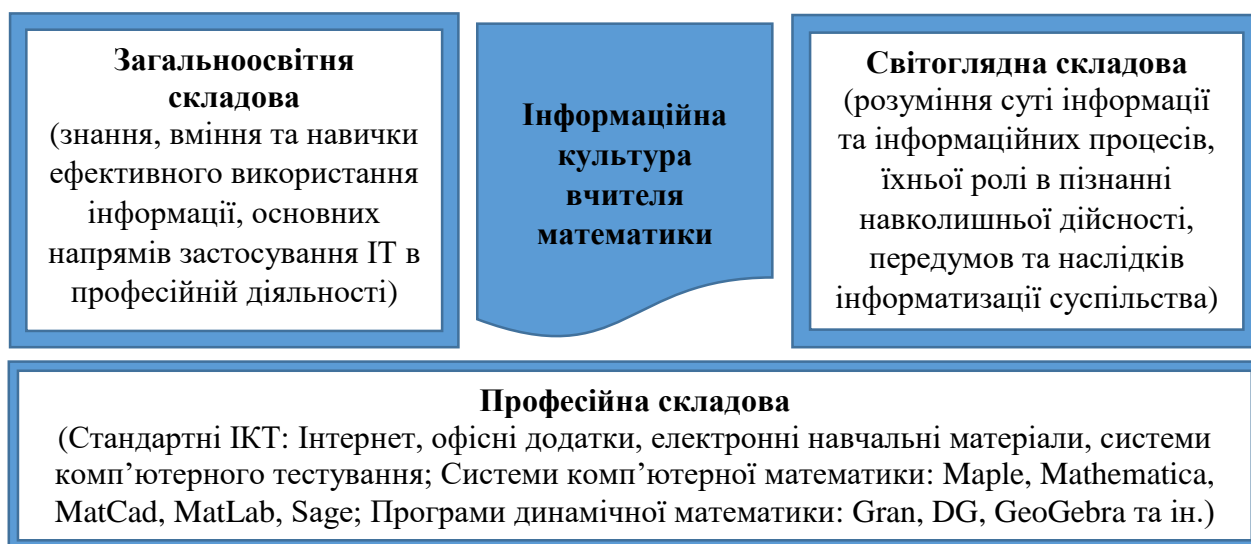 Загальноосвітня
складова
(знання, вміння та навички
ефективного використання
інформації, основних
напрямів застосування ІТ в
професійній діяльності)
Інформаційна
культура
вчителя
математики
Світоглядна складова
(розуміння суті інформації
та інформаційних процесів,
їхньої ролі в пізнанні
навколишньої дійсності,
передумов та наслідків
інформатизації суспільства)
Професійна складова
(Стандартні ІКТ: Інтернет, офісні додатки, електронні навчальні матеріали, системи
комп’ютерного тестування; Системи комп’ютерної математики: Maple, Mathematica,
MatCad, MatLab, Sage; Програми динамічної математики: Gran, DG, GeoGebra та ін.)